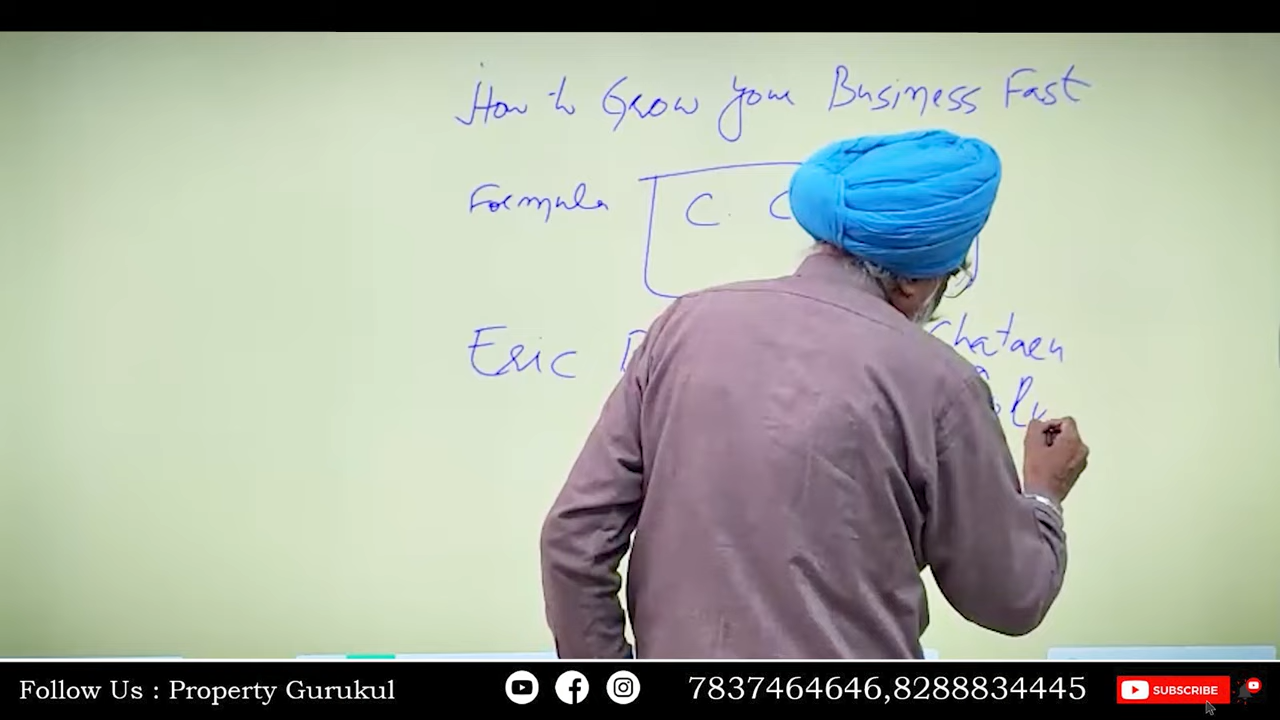 How to Grow your Business Fast
Formula C. C
Eric
Chataen
Follow Us : Property Gurukul 7837464646,8288834445 SUBSCRIBE